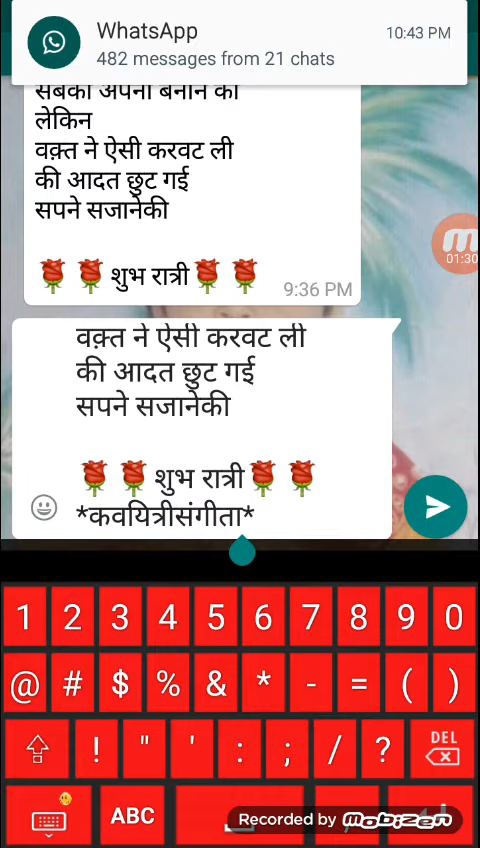 WhatsApp
10:43 PM
482 messages from 21 chats
सबको अपना बनाने की
लेकिन
वक़्त ने ऐसी करवट ली
की आदत छुट गई
सपने सजानेकी
शुभ रात्री
9:36 PM
01:30
वक़्त ने ऐसी करवट ली
की आदत छुट गई
सपने सजानेकी
शुभ रात्री
*कवयित्रीसंगीता*
1 2 3 4 5 6 7 8 9 0
@ # $ % & * - = ( )
! " ' : ; / ? DEL
ABC
Recorded by mobizen